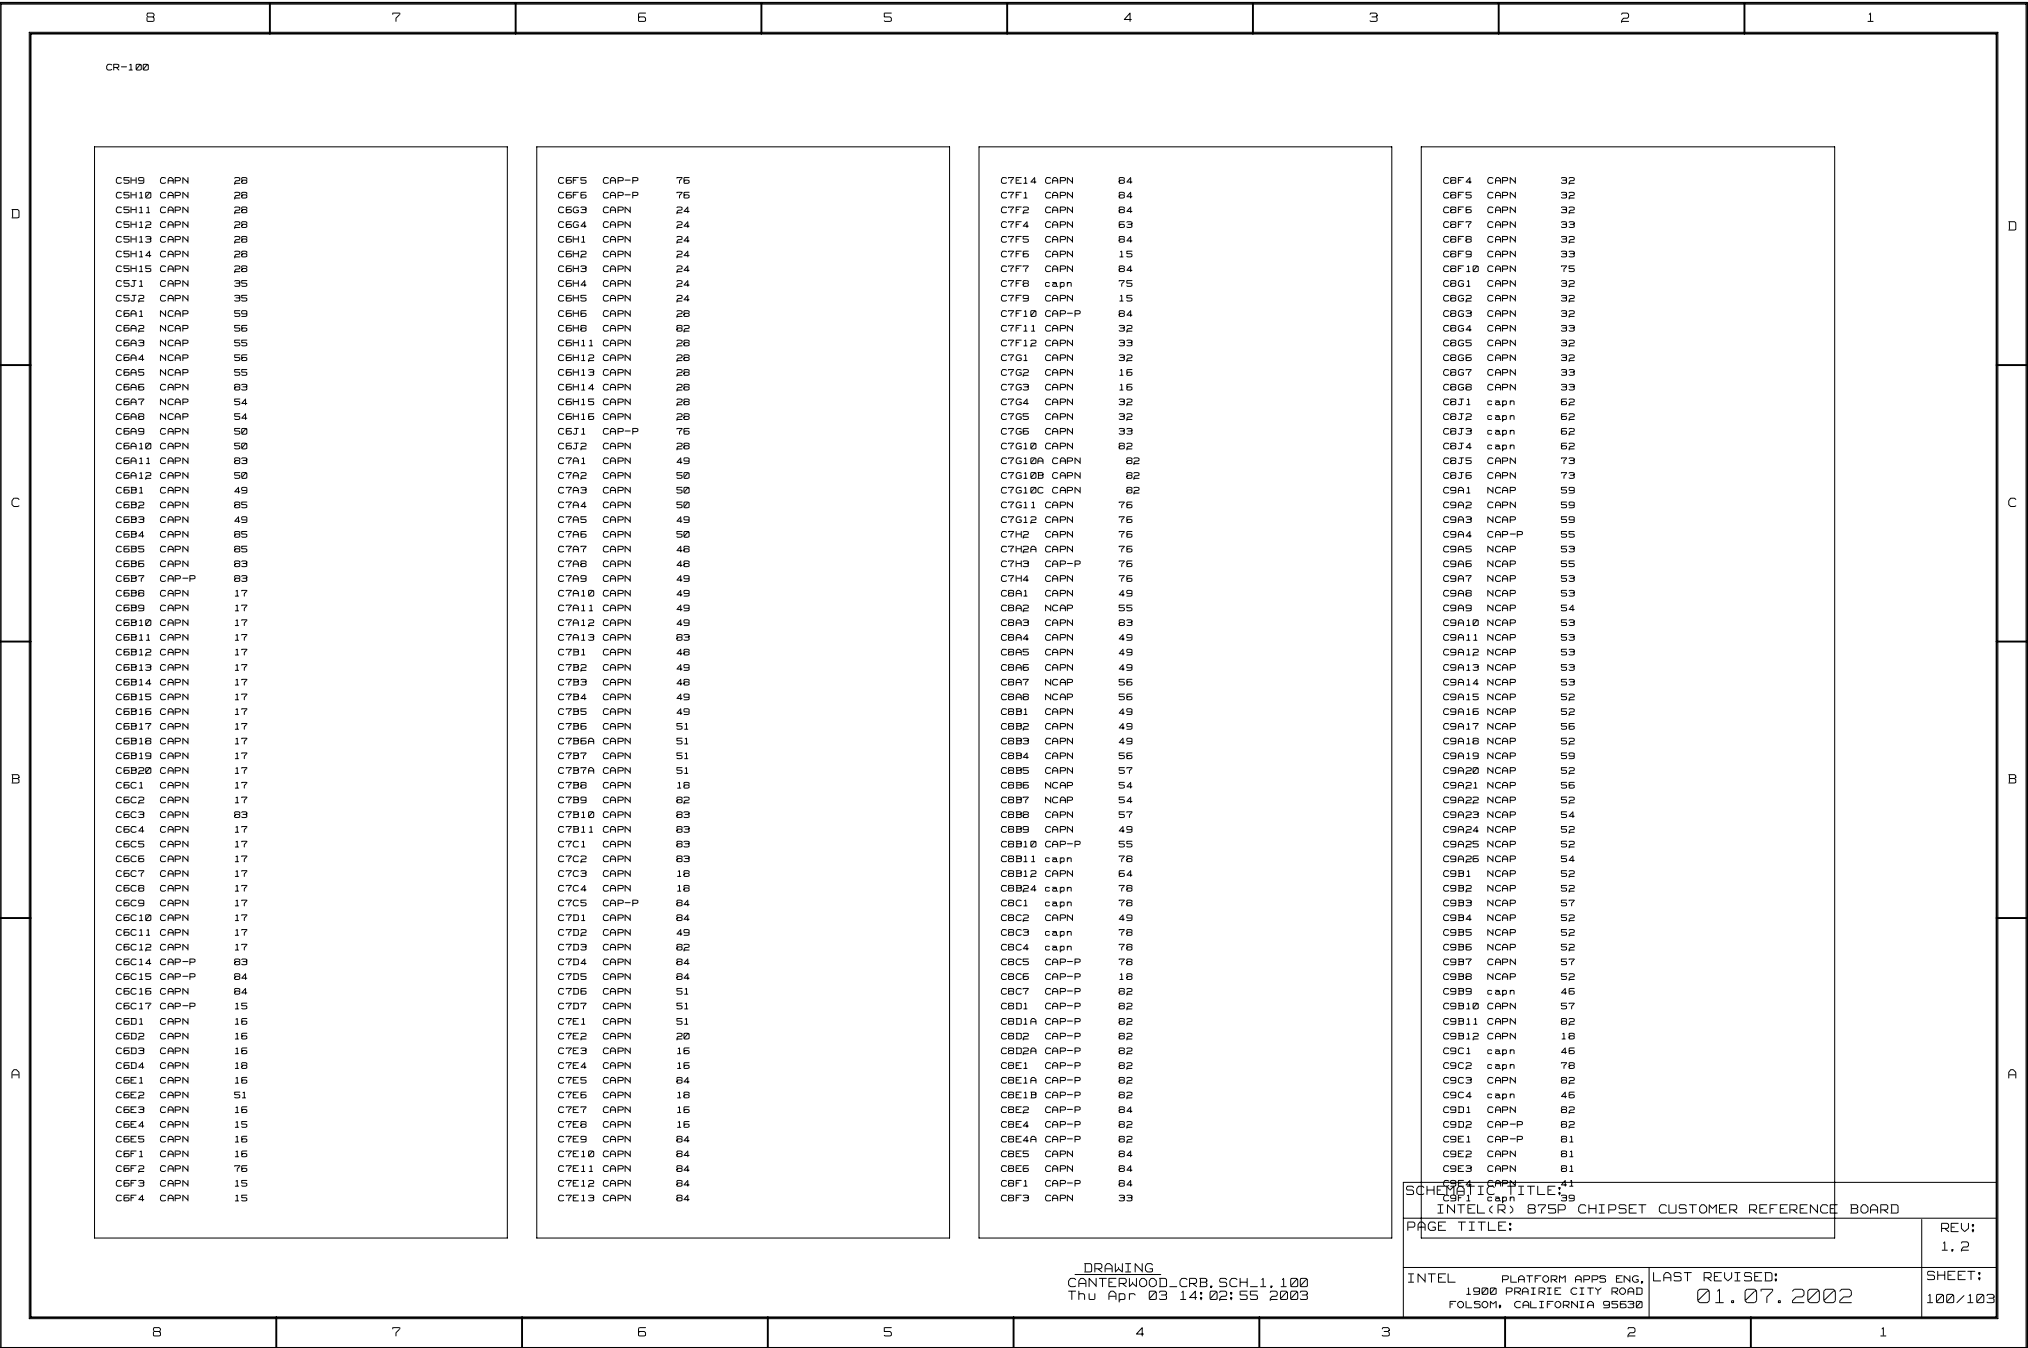 8 7 6 5 4 3 2 1
CR-100
C5H9 CAPN 28
C5H10 CAPN 28
C5H11 CAPN 28
C5H12 CAPN 28
C5H13 CAPN 28
C5H14 CAPN 28
C5H15 CAPN 28
C5J1 CAPN 35
C5J2 CAPN 35
C6A1 NCAP 59
C6A2 NCAP 56
C6A3 NCAP 55
C6A4 NCAP 56
C6A5 NCAP 55
C6A6 CAPN 83
C6A7 NCAP 54
C6A8 NCAP 54
C6A9 CAPN 50
C6A10 CAPN 50
C6A11 CAPN 83
C6A12 CAPN 50
C6B1 CAPN 49
C6B2 CAPN 85
C6B3 CAPN 49
C6B4 CAPN 85
C6B5 CAPN 85
C6B6 CAPN 83
C6B7 CAP-P 83
C6B8 CAPN 17
C6B9 CAPN 17
C6B10 CAPN 17
C6B11 CAPN 17
C6B12 CAPN 17
C6B13 CAPN 17
C6B14 CAPN 17
C6B15 CAPN 17
C6B16 CAPN 17
C6B17 CAPN 17
C6B18 CAPN 17
C6B19 CAPN 17
C6B20 CAPN 17
C6C1 CAPN 17
C6C2 CAPN 17
C6C3 CAPN 83
C6C4 CAPN 17
C6C5 CAPN 17
C6C6 CAPN 17
C6C7 CAPN 17
C6C8 CAPN 17
C6C9 CAPN 17
C6C10 CAPN 17
C6C11 CAPN 17
C6C12 CAPN 17
C6C14 CAP-P 83
C6C15 CAP-P 84
C6C16 CAPN 84
C6C17 CAP-P 15
C6D1 CAPN 16
C6D2 CAPN 16
C6D3 CAPN 16
C6D4 CAPN 18
C6E1 CAPN 16
C6E2 CAPN 51
C6E3 CAPN 16
C6E4 CAPN 15
C6E5 CAPN 16
C6F1 CAPN 16
C6F2 CAPN 76
C6F3 CAPN 15
C6F4 CAPN 15
C6F5 CAP-P 76
C6F6 CAP-P 76
C6G3 CAPN 24
C6G4 CAPN 24
C6H1 CAPN 24
C6H2 CAPN 24
C6H3 CAPN 24
C6H4 CAPN 24
C6H5 CAPN 24
C6H6 CAPN 28
C6H8 CAPN 82
C6H11 CAPN 28
C6H12 CAPN 28
C6H13 CAPN 28
C6H14 CAPN 28
C6H15 CAPN 28
C6H16 CAPN 28
C6J1 CAP-P 76
C6J2 CAPN 28
C7A1 CAPN 49
C7A2 CAPN 50
C7A3 CAPN 50
C7A4 CAPN 50
C7A5 CAPN 49
C7A6 CAPN 50
C7A7 CAPN 48
C7A8 CAPN 48
C7A9 CAPN 49
C7A10 CAPN 49
C7A11 CAPN 49
C7A12 CAPN 49
C7A13 CAPN 83
C7B1 CAPN 48
C7B2 CAPN 49
C7B3 CAPN 48
C7B4 CAPN 49
C7B5 CAPN 49
C7B6 CAPN 51
C7B6A CAPN 51
C7B7 CAPN 51
C7B7A CAPN 51
C7B8 CAPN 18
C7B9 CAPN 82
C7B10 CAPN 83
C7B11 CAPN 83
C7C1 CAPN 83
C7C2 CAPN 83
C7C3 CAPN 18
C7C4 CAPN 18
C7C5 CAP-P 84
C7D1 CAPN 84
C7D2 CAPN 49
C7D3 CAPN 82
C7D4 CAPN 84
C7D5 CAPN 84
C7D6 CAPN 51
C7D7 CAPN 51
C7E1 CAPN 51
C7E2 CAPN 20
C7E3 CAPN 16
C7E4 CAPN 16
C7E5 CAPN 84
C7E6 CAPN 18
C7E7 CAPN 16
C7E8 CAPN 16
C7E9 CAPN 84
C7E10 CAPN 84
C7E11 CAPN 84
C7E12 CAPN 84
C7E13 CAPN 84
C7E14 CAPN 84
C7F1 CAPN 84
C7F2 CAPN 84
C7F4 CAPN 63
C7F5 CAPN 84
C7F6 CAPN 15
C7F7 CAPN 84
C7F8 capn 75
C7F9 CAPN 15
C7F10 CAP-P 84
C7F11 CAPN 32
C7F12 CAPN 33
C7G1 CAPN 32
C7G2 CAPN 16
C7G3 CAPN 16
C7G4 CAPN 32
C7G5 CAPN 32
C7G6 CAPN 33
C7G10 CAPN 82
C7G10A CAPN 82
C7G10B CAPN 82
C7G10C CAPN 82
C7G11 CAPN 76
C7G12 CAPN 76
C7H2 CAPN 76
C7H2A CAPN 76
C7H3 CAP-P 76
C7H4 CAPN 76
C8A1 CAPN 49
C8A2 NCAP 55
C8A3 CAPN 83
C8A4 CAPN 49
C8A5 CAPN 49
C8A6 CAPN 49
C8A7 NCAP 56
C8A8 NCAP 56
C8B1 CAPN 49
C8B2 CAPN 49
C8B3 CAPN 49
C8B4 CAPN 56
C8B5 CAPN 57
C8B6 NCAP 54
C8B7 NCAP 54
C8B8 CAPN 57
C8B9 CAPN 49
C8B10 CAP-P 55
C8B11 capn 78
C8B12 CAPN 64
C8B24 capn 78
C8C1 capn 78
C8C2 CAPN 49
C8C3 capn 78
C8C4 capn 78
C8C5 CAP-P 78
C8C6 CAP-P 18
C8C7 CAP-P 82
C8D1 CAP-P 82
C8D1A CAP-P 82
C8D2 CAP-P 82
C8D2A CAP-P 82
C8E1 CAP-P 82
C8E1A CAP-P 82
C8E1B CAP-P 82
C8E2 CAP-P 84
C8E4 CAP-P 82
C8E4A CAP-P 82
C8E5 CAPN 84
C8E6 CAPN 84
C8F1 CAP-P 84
C8F3 CAPN 33
C8F4 CAPN 32
C8F5 CAPN 32
C8F6 CAPN 32
C8F7 CAPN 33
C8F8 CAPN 32
C8F9 CAPN 33
C8F10 CAPN 75
C8G1 CAPN 32
C8G2 CAPN 32
C8G3 CAPN 32
C8G4 CAPN 33
C8G5 CAPN 32
C8G6 CAPN 32
C8G7 CAPN 33
C8G8 CAPN 33
C8J1 capn 62
C8J2 capn 62
C8J3 capn 62
C8J4 capn 62
C8J5 CAPN 73
C8J6 CAPN 73
C9A1 NCAP 59
C9A2 CAPN 59
C9A3 NCAP 59
C9A4 CAP-P 55
C9A5 NCAP 53
C9A6 NCAP 55
C9A7 NCAP 53
C9A8 NCAP 53
C9A9 NCAP 54
C9A10 NCAP 53
C9A11 NCAP 53
C9A12 NCAP 53
C9A13 NCAP 53
C9A14 NCAP 53
C9A15 NCAP 52
C9A16 NCAP 52
C9A17 NCAP 56
C9A18 NCAP 52
C9A19 NCAP 59
C9A20 NCAP 52
C9A21 NCAP 56
C9A22 NCAP 52
C9A23 NCAP 54
C9A24 NCAP 52
C9A25 NCAP 52
C9A26 NCAP 54
C9B1 NCAP 52
C9B2 NCAP 52
C9B3 NCAP 57
C9B4 NCAP 52
C9B5 NCAP 52
C9B6 NCAP 52
C9B7 CAPN 57
C9B8 NCAP 52
C9B9 capn 46
C9B10 CAPN 57
C9B11 CAPN 82
C9B12 CAPN 18
C9C1 capn 46
C9C2 capn 78
C9C3 CAPN 82
C9C4 capn 46
C9D1 CAPN 82
C9D2 CAP-P 82
C9E1 CAP-P 81
C9E2 CAPN 81
C9E3 CAPN 81
C9E4 CAPN 41
C9F1 capn 39
D
C
B
A
D
C
B
A
SCHEMATIC TITLE:
INTEL(R) 875P CHIPSET CUSTOMER REFERENCE BOARD
PAGE TITLE:
REV:
1.2
DRAWING
CANTERWOOD_CRB.SCH_1.100
Thu Apr 03 14:02:55 2003
INTEL PLATFORM APPS ENG.
1900 PRAIRIE CITY ROAD
FOLSOM, CALIFORNIA 95630
LAST REVISED:
01.07.2002
SHEET:
100/103
8 7 6 5 4 3 2 1